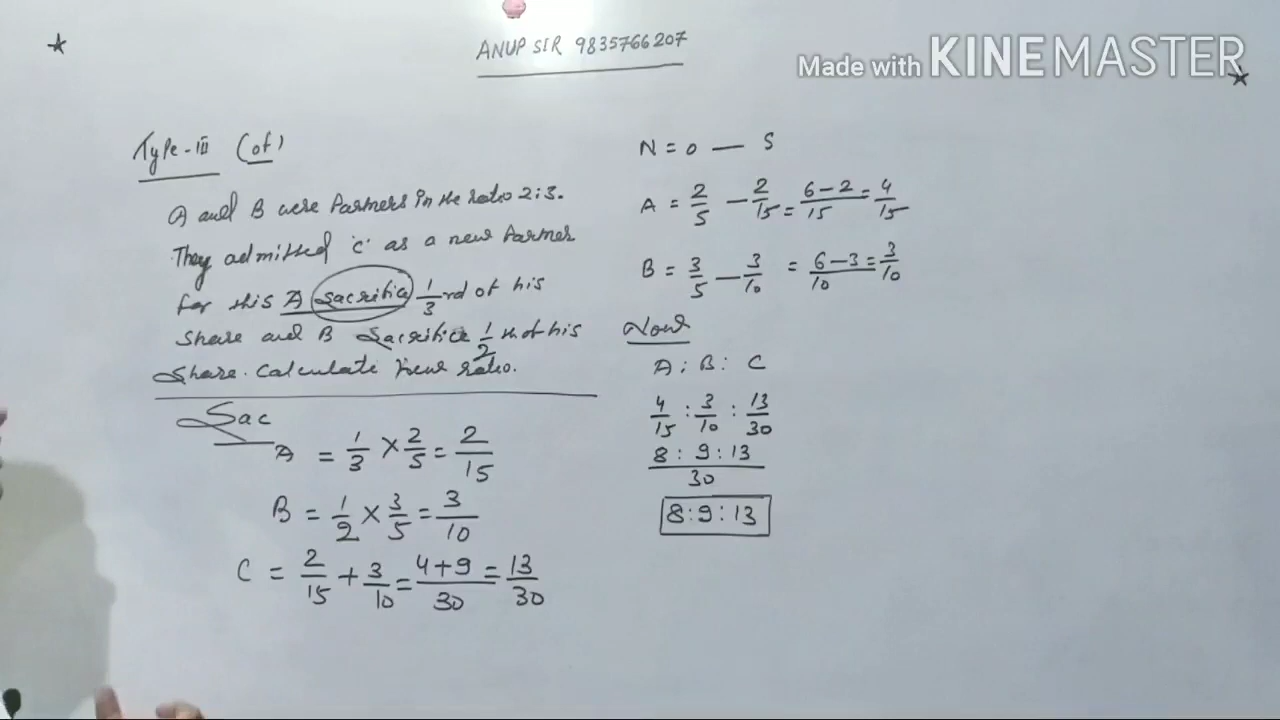 ANUP SIR 9835766207
Made with KINEMASTER
Type-III (of)
A and B were Partners in the ratio 2:3.
They admitted 'C' as a new Partner
for this A sacrifice 1/3 rd of his
share and B Sacrifice 1/2 th of his
Share. Calculate New ratio.
Sac
A = 1/3 × 2/5 = 2/15
B = 1/2 × 3/5 = 3/10
C = 2/15 + 3/10 = 4+9/30 = 13/30
N = O — S
A = 2/5 — 2/15 = 6-2/15 = 4/15
B = 3/5 — 3/10 = 6-3/10 = 3/10
Now
A : B : C
4/15 : 3/10 : 13/30
8 : 9 : 13
30
8:9:13